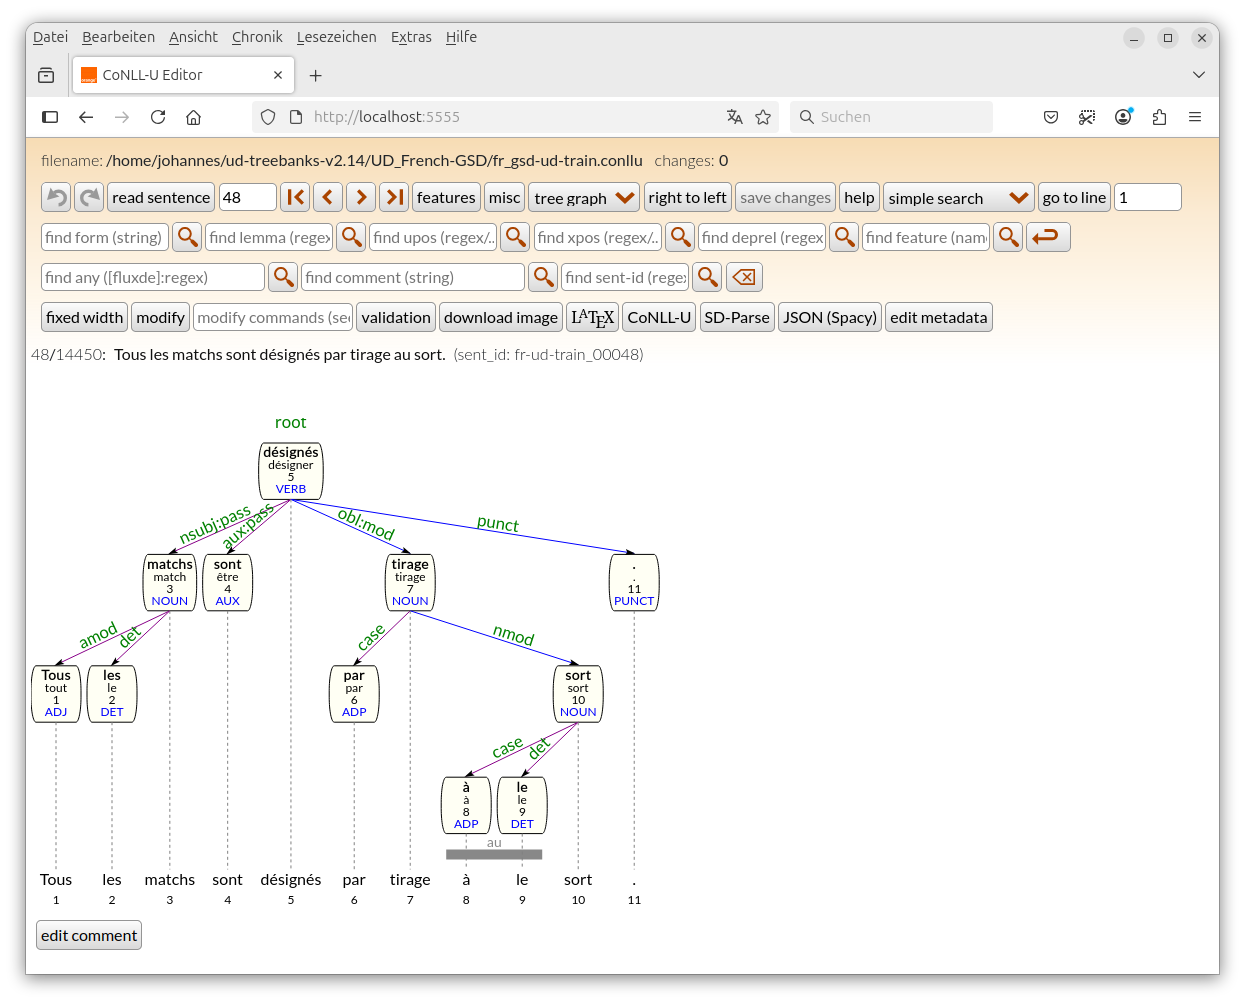 Datei Bearbeiten Ansicht Chronik Lesezeichen Extras Hilfe
CoNLL-U Editor
http://localhost:5555 Suchen
filename: /home/johannes/ud-treebanks-v2.14/UD_French-GSD/fr_gsd-ud-train.conllu changes: 0
read sentence 48 features misc tree graph right to left save changes help simple search go to line 1
find form (string) find lemma (regex find upos (regex/.. find xpos (regex/.. find deprel (regex find feature (nam
find any ([fluxde]:regex) find comment (string) find sent-id (rege
fixed width modify modify commands (se validation download image LATEX CoNLL-U SD-Parse JSON (Spacy) edit metadata
48/14450: Tous les matchs sont désignés par tirage au sort. (sent_id: fr-ud-train_00048)
root
désignés
désigner
5
VERB
nsubj:pass aux:pass obl:mod punct
matchs sont tirage .
match être tirage .
3 4 7 11
NOUN AUX NOUN PUNCT
amod det case nmod
Tous les par sort
tout le par sort
1 2 6 10
ADJ DET ADP NOUN
case det
à le
à le
8 9
ADP DET
au
Tous les matchs sont désignés par tirage à le sort .
1 2 3 4 5 6 7 8 9 10 11
edit comment